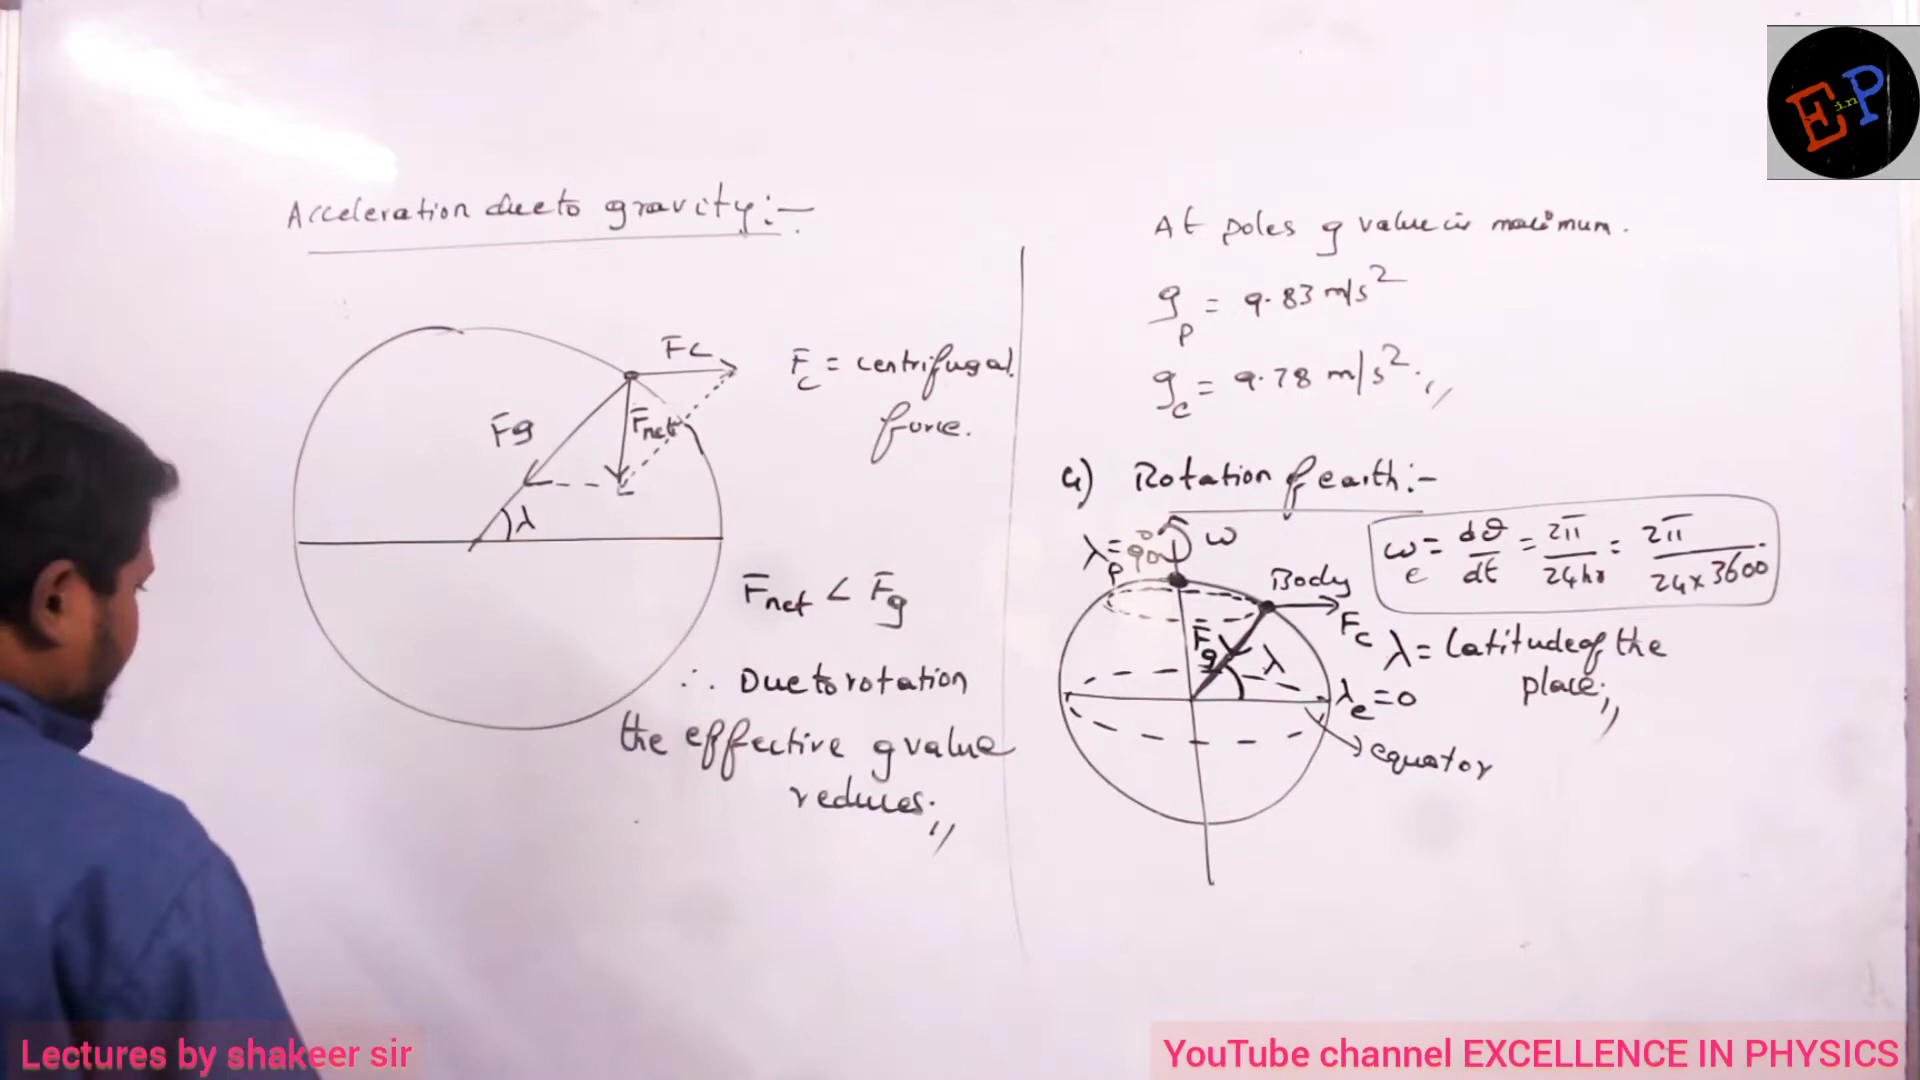 E in P
Acceleration due to gravity:-
FC
Fg
Fnet
λ
Fc = centrifugal
force.
Fnet < Fg
∴ Due to rotation
the effective g value
reduces;,,
At poles g value is maximum.
gp = 9.83 m/s²
ge = 9.78 m/s².,,
4) Rotation of earth:-
ωe = dθ/dt = 2π/24hr = 2π/24×3600
λp = 90°
ω
Body
Fc
Fg
λ
λ = Latitude of the
place;,,
λe = 0
equator
Lectures by shakeer sir
YouTube channel EXCELLENCE IN PHYSICS